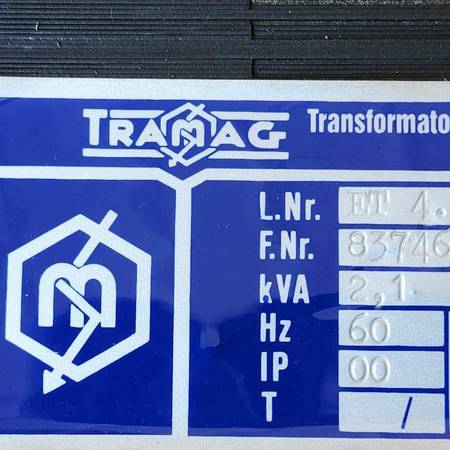 TRAMAG Transformato
L.Nr. ET 4.
F.Nr. 83746
kVA 2,1
Hz 60
IP 00
T /